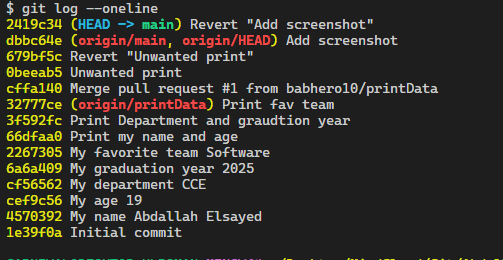 $ git log --oneline
2419c34 (HEAD -> main) Revert "Add screenshot"
dbbc64e (origin/main, origin/HEAD) Add screenshot
679bf5c Revert "Unwanted print"
0beeab5 Unwanted print
cffa140 Merge pull request #1 from babhero10/printData
32777ce (origin/printData) Print fav team
3f592fc Print Department and graudtion year
66dfaa0 Print my name and age
2267305 My favorite team Software
6a6a409 My graduation year 2025
cf56562 My department CCE
cef9c56 My age 19
4570392 My name Abdallah Elsayed
1e39f0a Initial commit